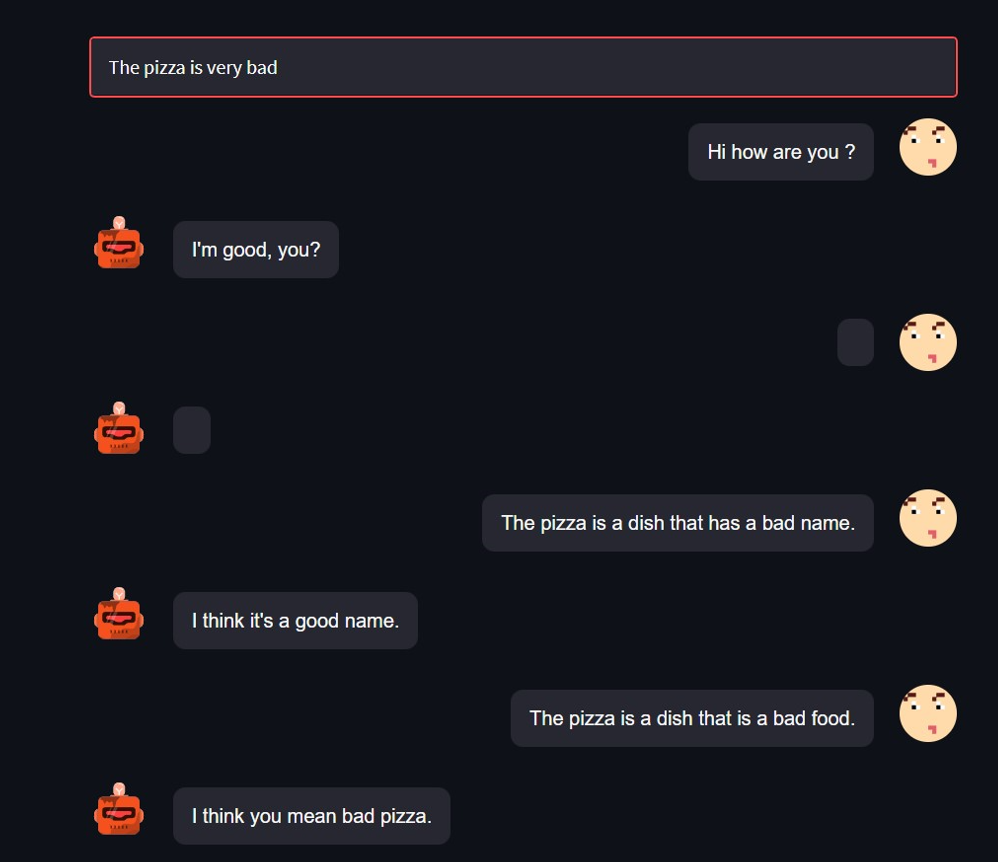 The pizza is very bad
Hi how are you ?
I'm good, you?
The pizza is a dish that has a bad name.
I think it's a good name.
The pizza is a dish that is a bad food.
I think you mean bad pizza.